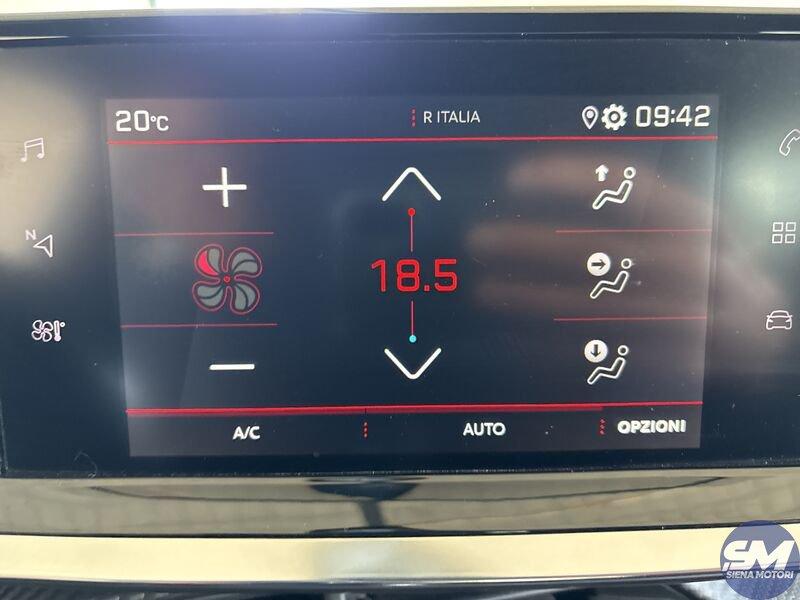 20°C
R ITALIA
09:42
N
18.5
A/C
AUTO
OPZIONI
SM
SIENA MOTORI